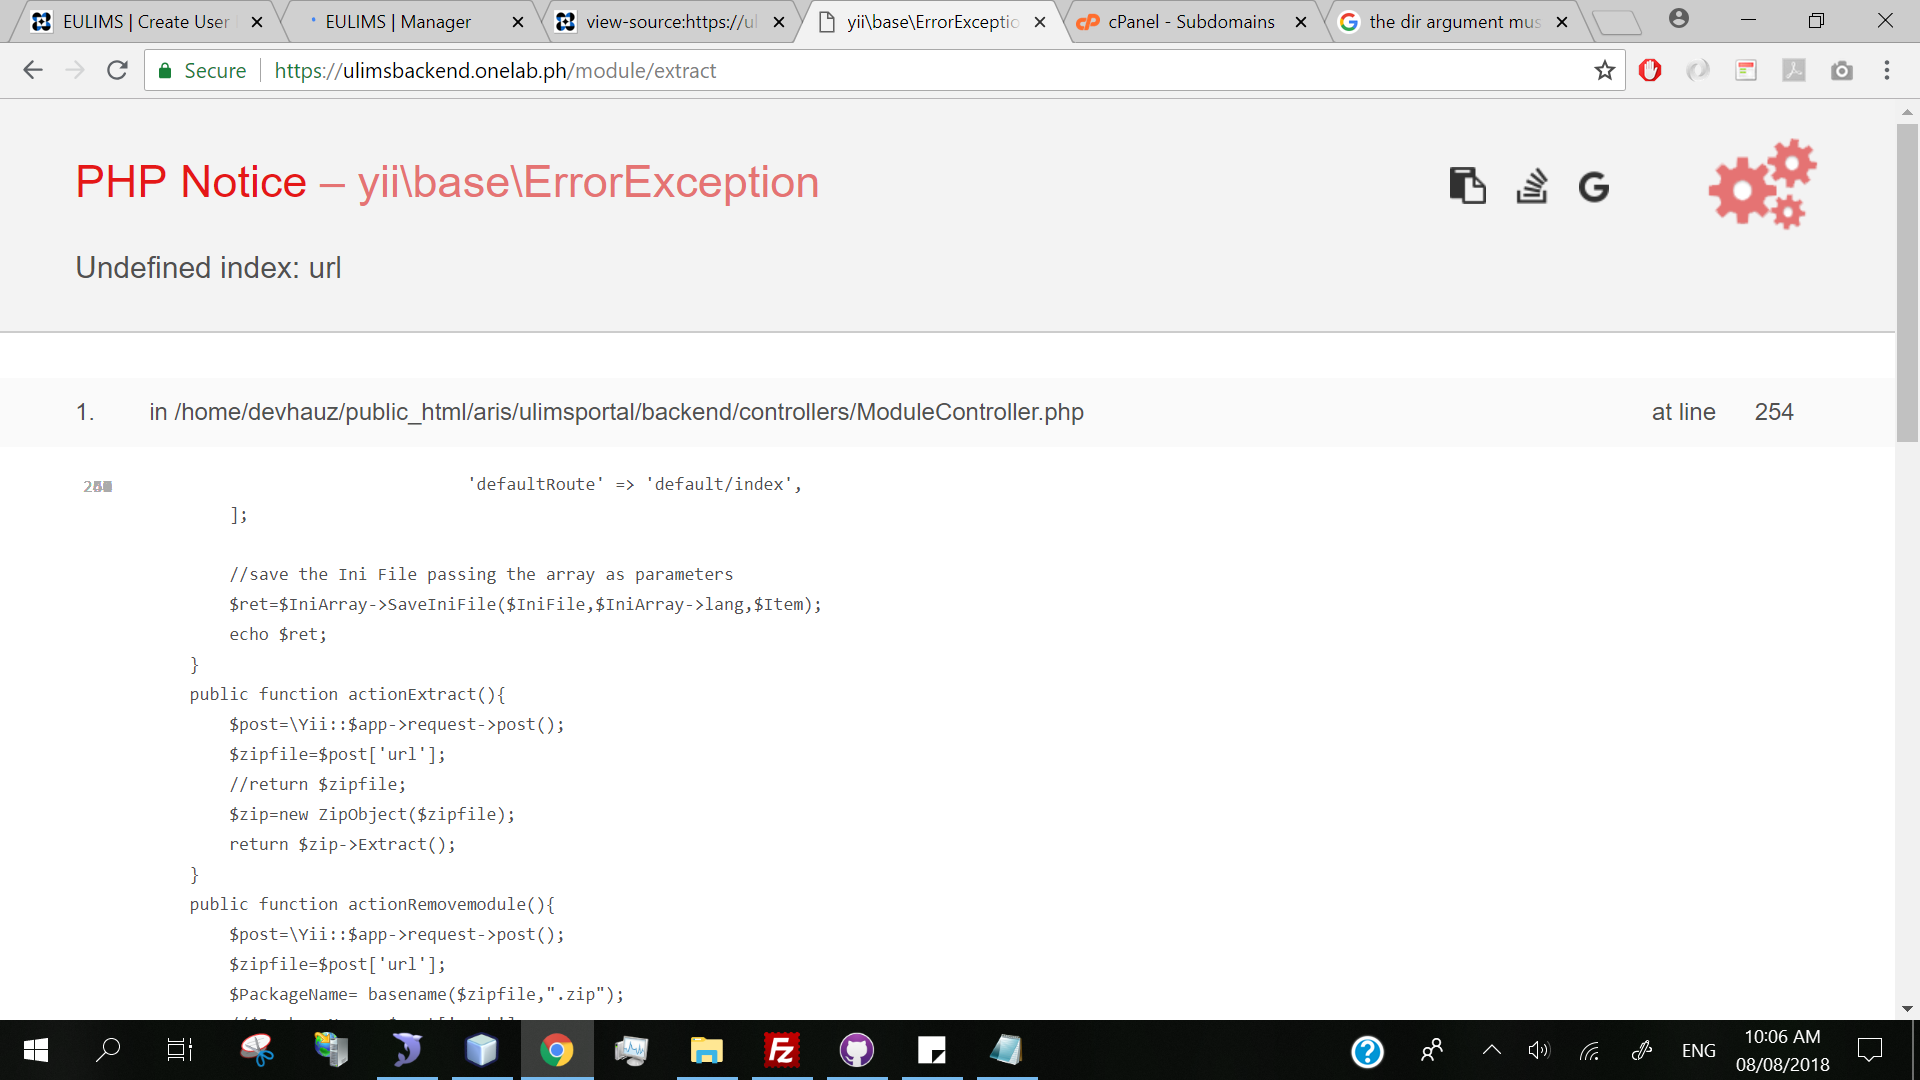 EULIMS | Create User
EULIMS | Manager
view-source:https://ul
yii\base\ErrorExceptio
cPanel - Subdomains
the dir argument mus
Secure
https://ulimsbackend.onelab.ph/module/extract
PHP Notice – yii\base\ErrorException
Undefined index: url
1. in /home/devhauz/public_html/aris/ulimsportal/backend/controllers/ModuleController.php at line 254
'defaultRoute' => 'default/index',
];
//save the Ini File passing the array as parameters
$ret=$IniArray->SaveIniFile($IniFile,$IniArray->lang,$Item);
echo $ret;
}
public function actionExtract(){
$post=\Yii::$app->request->post();
$zipfile=$post['url'];
//return $zipfile;
$zip=new ZipObject($zipfile);
return $zip->Extract();
}
public function actionRemovemodule(){
$post=\Yii::$app->request->post();
$zipfile=$post['url'];
$PackageName= basename($zipfile,".zip");
ENG
10:06 AM
08/08/2018